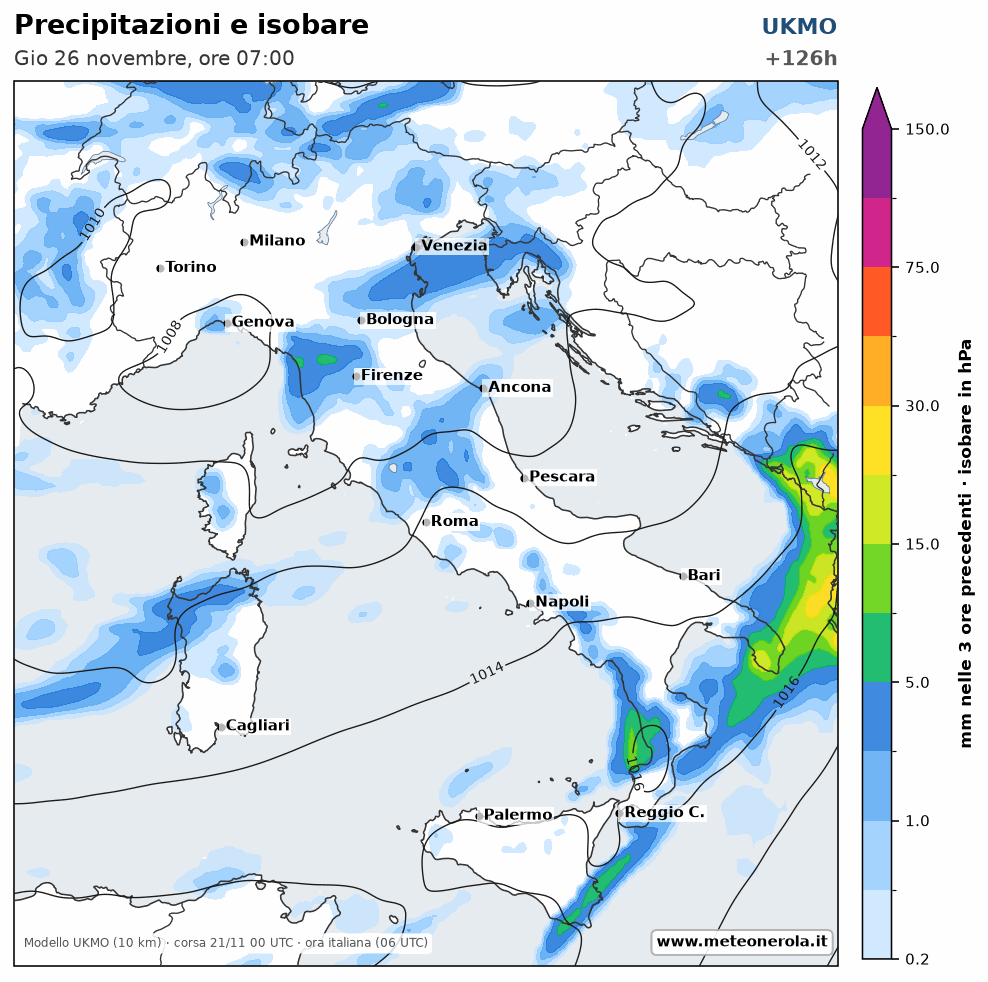 Precipitazioni e isobare
UKMO
Gio 26 novembre, ore 07:00
+126h
150.0
1012
1010
Venezia
Milano
Torino
75.0
Bologna
Genova
1008
Firenze
Ancona
30.0
Pescara
Roma
15.0
Bari
Napoli
1014
5.0
1016
Cagliari
1016
Palermo
Reggio C.
1.0
mm nelle 3 ore precedenti · isobare in hPa
Modello UKMO (10 km) · corsa 21/11 00 UTC · ora italiana (06 UTC)
www.meteonerola.it
0.2